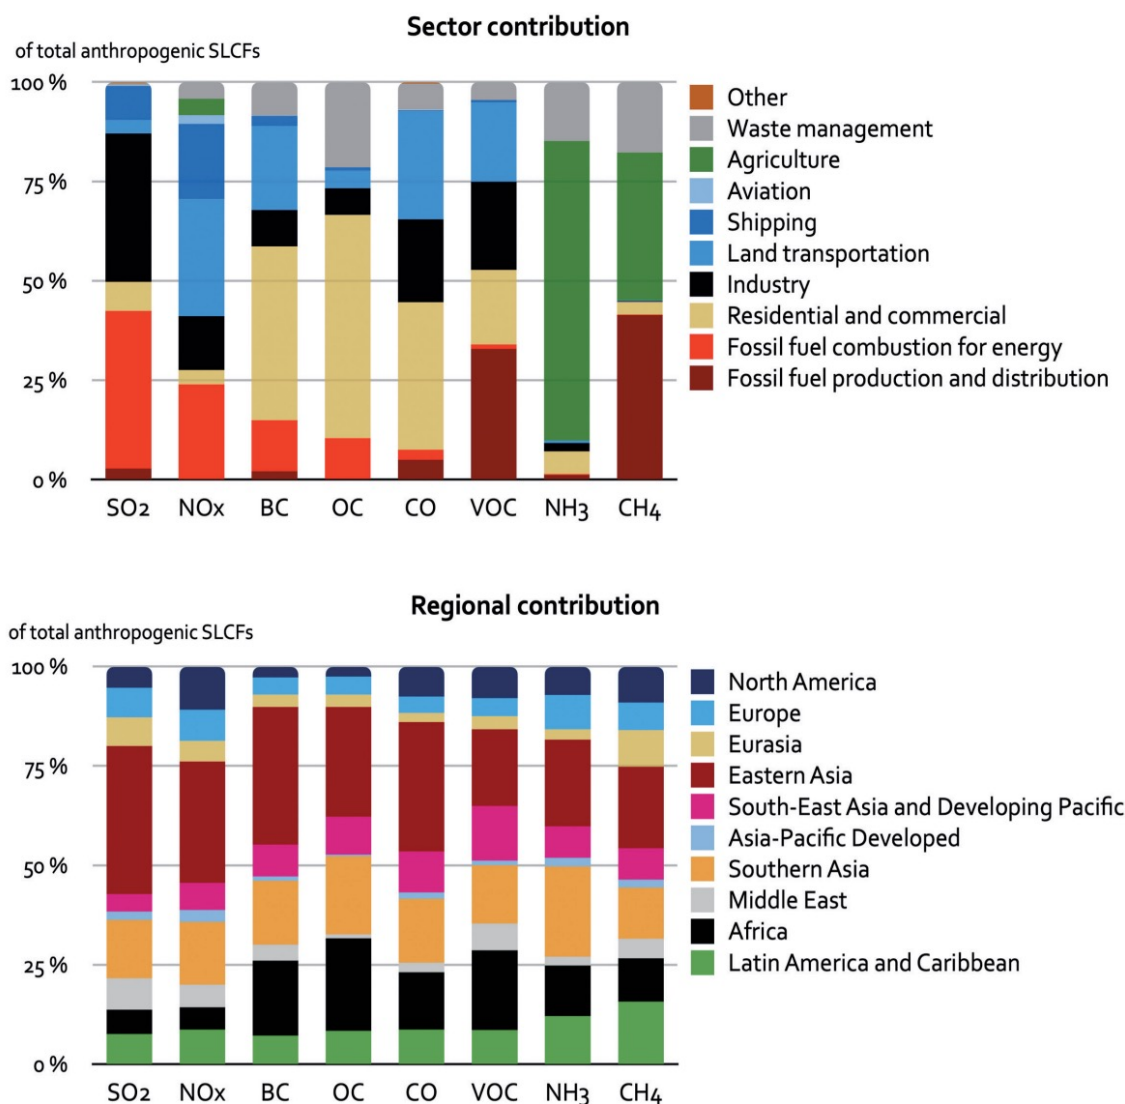 Sector contribution
of total anthropogenic SLCFs
100 %
75 %
50 %
25 %
0 %
SO2 NOx BC OC CO VOC NH3 CH4
Other
Waste management
Agriculture
Aviation
Shipping
Land transportation
Industry
Residential and commercial
Fossil fuel combustion for energy
Fossil fuel production and distribution
Regional contribution
of total anthropogenic SLCFs
100 %
75 %
50 %
25 %
0 %
SO2 NOx BC OC CO VOC NH3 CH4
North America
Europe
Eurasia
Eastern Asia
South-East Asia and Developing Pacific
Asia-Pacific Developed
Southern Asia
Middle East
Africa
Latin America and Caribbean